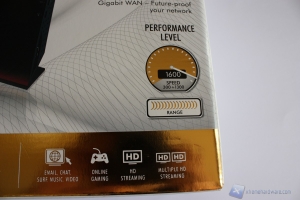 Gigabit WAN – Future-proof
your network
PERFORMANCE
LEVEL
1600
SPEED
RANGE
EMAIL, CHAT
SURF MUSIC VIDEO
ONLINE
GAMING
HD
HD
STREAMING
HD HD
MULTIPLE HD
STREAMING